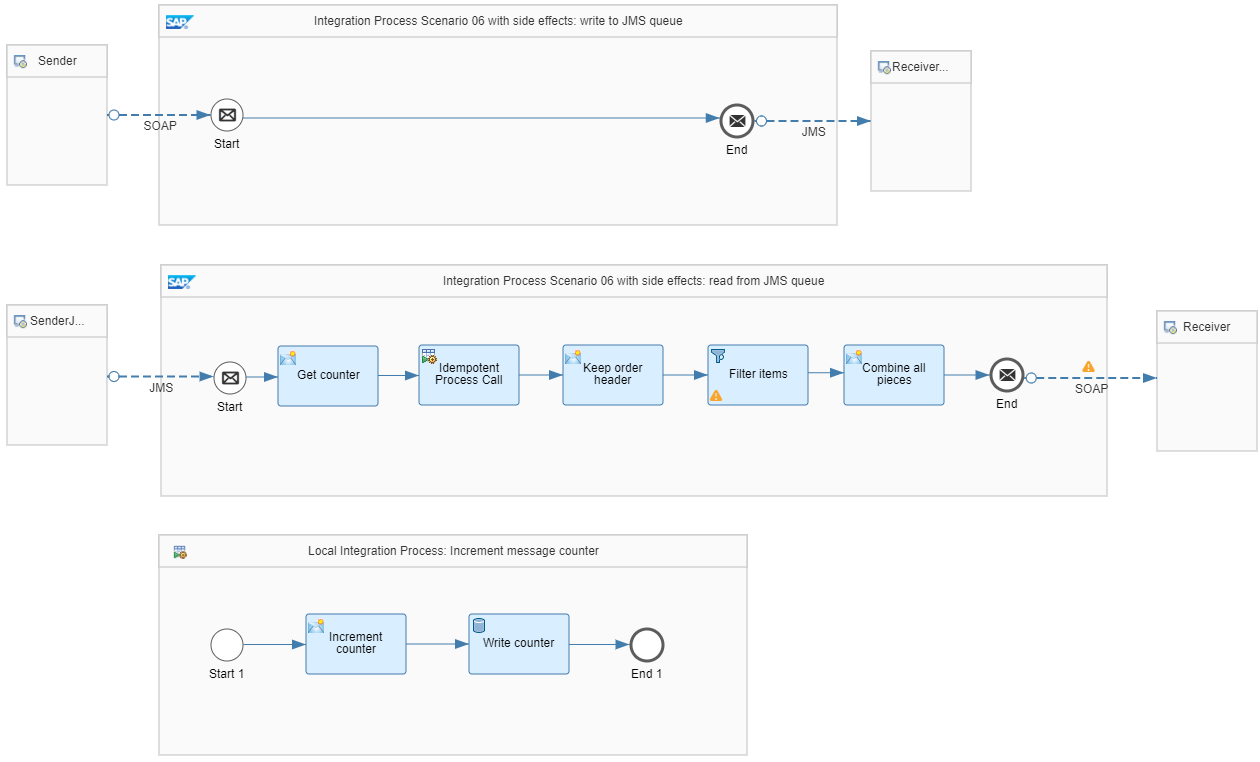 SAP
Integration Process Scenario 06 with side effects: write to JMS queue
Sender
Receiver...
SOAP
Start
End
JMS
SAP
Integration Process Scenario 06 with side effects: read from JMS queue
SenderJ...
Receiver
JMS
Start
Get counter
Idempotent
Process Call
Keep order
header
Filter items
Combine all
pieces
End
SOAP
Local Integration Process: Increment message counter
Start 1
Increment
counter
Write counter
End 1